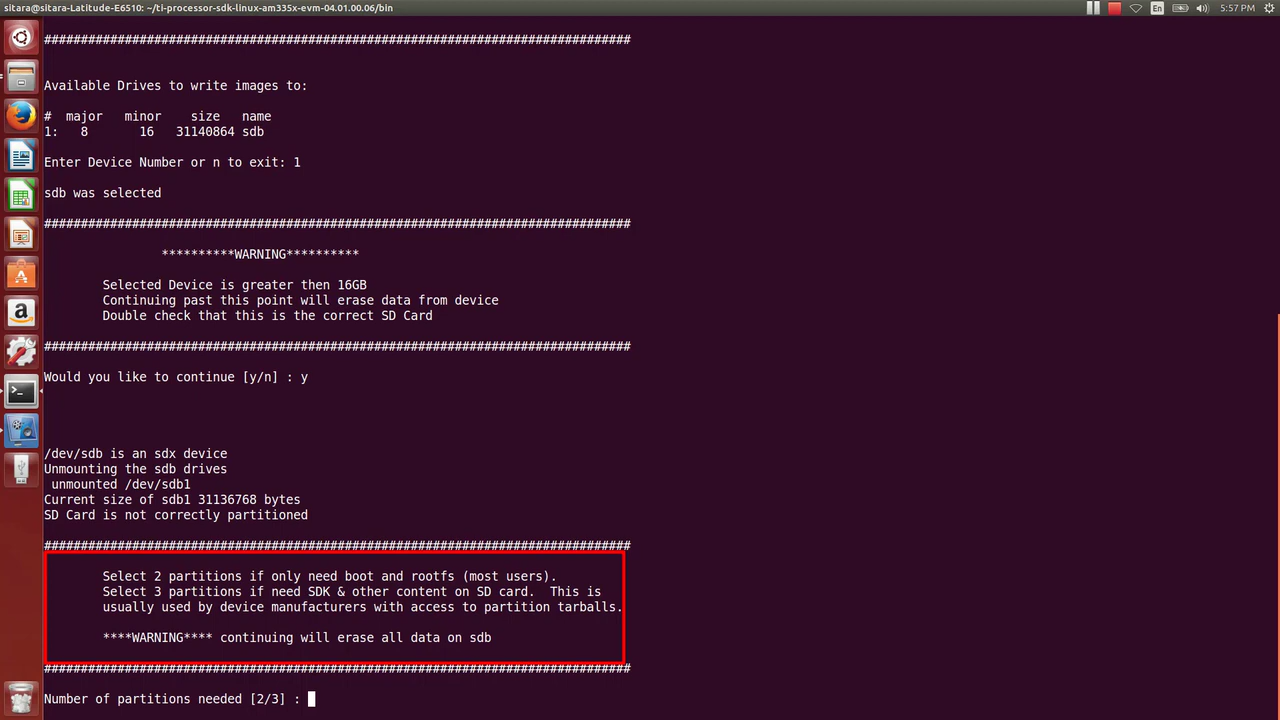 sitara@sitara-Latitude-E6510: ~/ti-processor-sdk-linux-am335x-evm-04.01.00.06/bin
En
5:57 PM
################################################################################
Available Drives to write images to:
#  major   minor    size   name
1:   8       16   31140864 sdb
Enter Device Number or n to exit: 1
sdb was selected
################################################################################
**********WARNING**********
Selected Device is greater then 16GB
Continuing past this point will erase data from device
Double check that this is the correct SD Card
################################################################################
Would you like to continue [y/n] : y
/dev/sdb is an sdx device
Unmounting the sdb drives
unmounted /dev/sdb1
Current size of sdb1 31136768 bytes
SD Card is not correctly partitioned
################################################################################
Select 2 partitions if only need boot and rootfs (most users).
Select 3 partitions if need SDK & other content on SD card.  This is
usually used by device manufacturers with access to partition tarballs.
****WARNING**** continuing will erase all data on sdb
################################################################################
Number of partitions needed [2/3] :